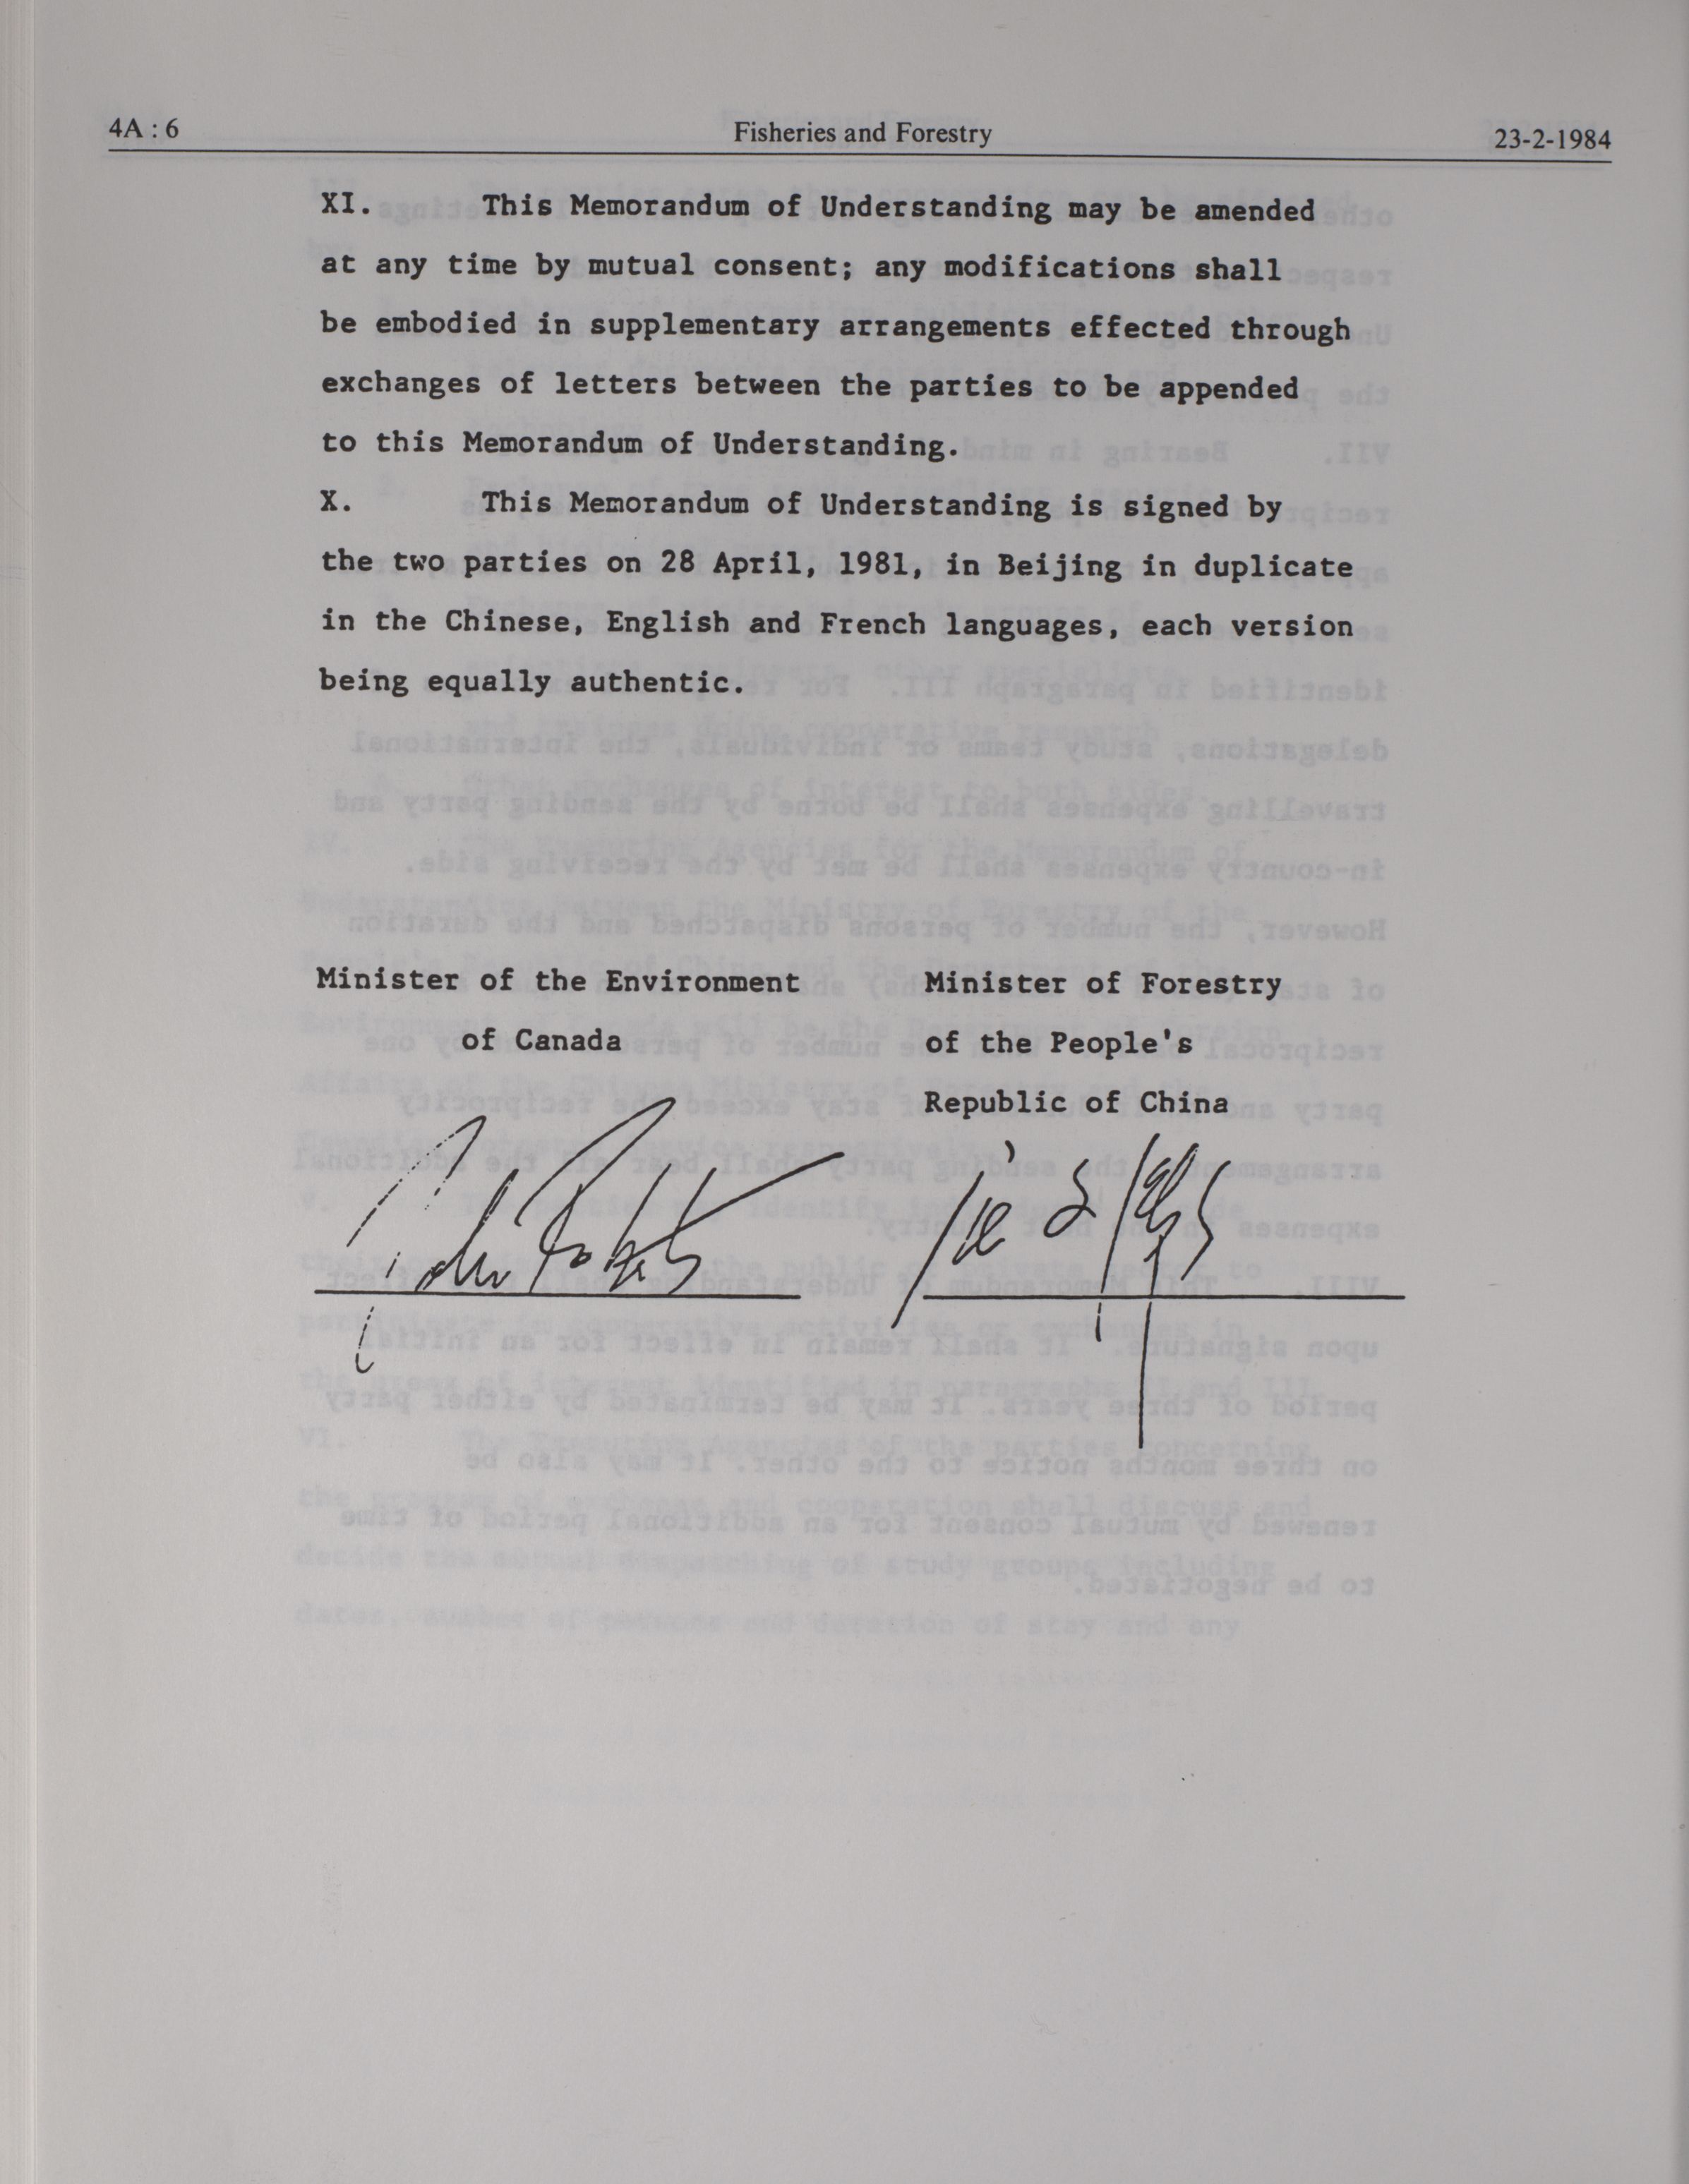 4A : 6 Fisheries and Forestry 23-2-1984
XI. This Memorandum of Understanding may be amended
at any time by mutual consent; any modifications shall
be embodied in supplementary arrangements effected through
exchanges of letters between the parties to be appended
to this Memorandum of Understanding.
X. This Memorandum of Understanding is signed by
the two parties on 28 April, 1981, in Beijing in duplicate
in the Chinese, English and French languages, each version
being equally authentic.
Minister of the Environment
of Canada
Minister of Forestry
of the People's
Republic of China